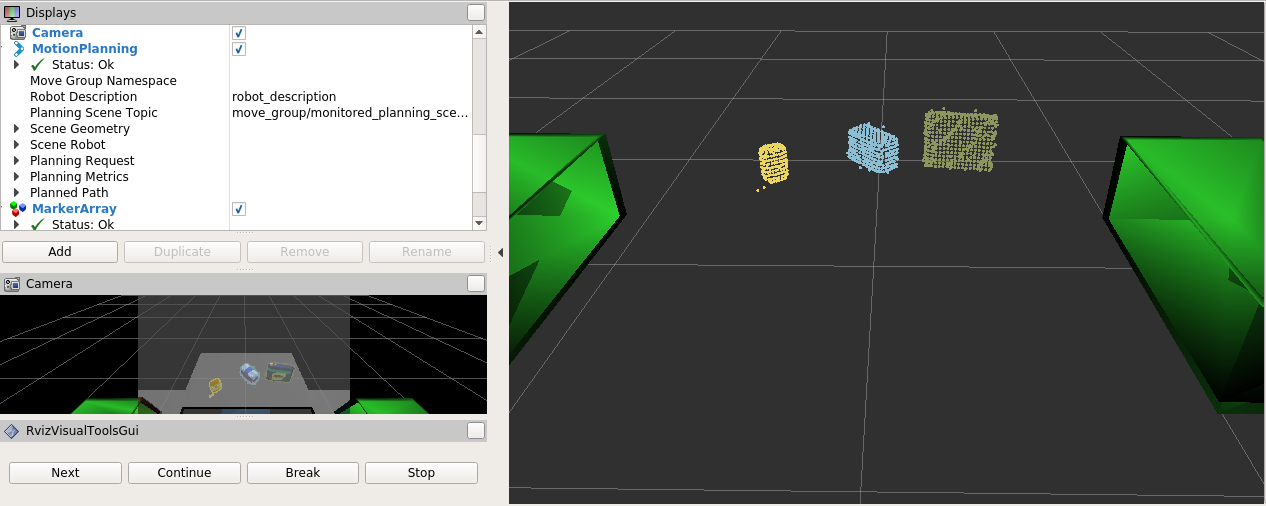 Displays
Camera
MotionPlanning
Status: Ok
Move Group Namespace
Robot Description robot_description
Planning Scene Topic move_group/monitored_planning_sce...
Scene Geometry
Scene Robot
Planning Request
Planning Metrics
Planned Path
MarkerArray
Status: Ok
Add Duplicate Remove Rename
Camera
RvizVisualToolsGui
Next Continue Break Stop